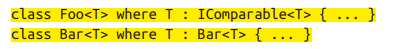 class Foo<T> where T : IComparable<T> { ... }
class Bar<T> where T : Bar<T> { ... }